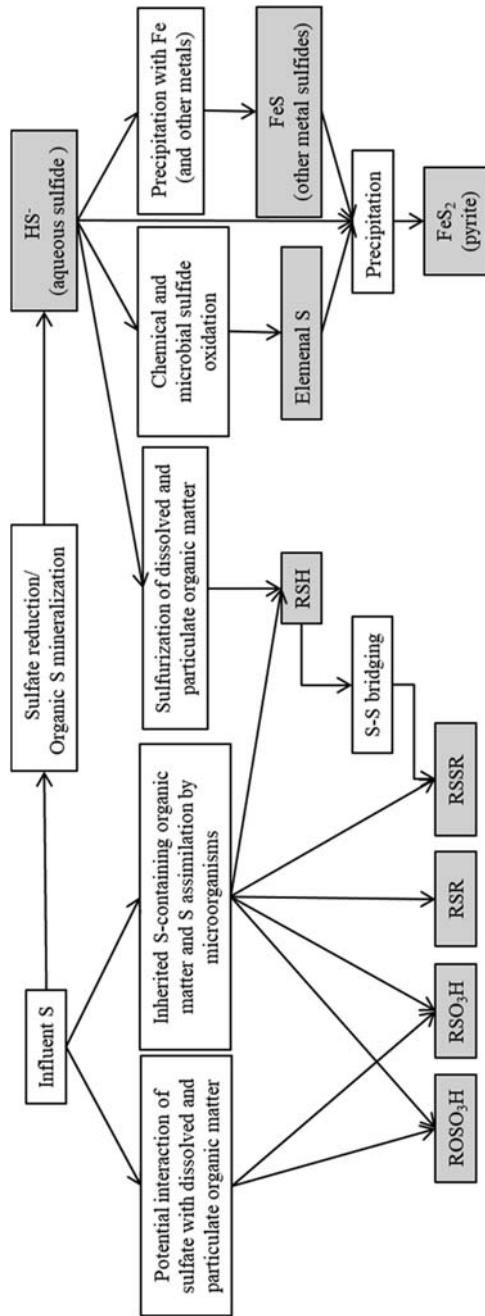 Influent S
Sulfate reduction/
Organic S mineralization
HS-
(aqueous sulfide )
Potential interaction of
sulfate with dissolved and
particulate organic matter
Inherited S-containing organic
matter and S assimilation by
microorganisms
Sulfurization of dissolved and
particulate organic matter
Chemical and
microbial sulfide
oxidation
Precipitation with Fe
(and other metals)
RSH
Elemenal S
FeS
(other metal sulfides)
S-S bridging
Precipitation
ROSO₃H
RSO₃H
RSR
RSSR
FeS₂
(pyrite)